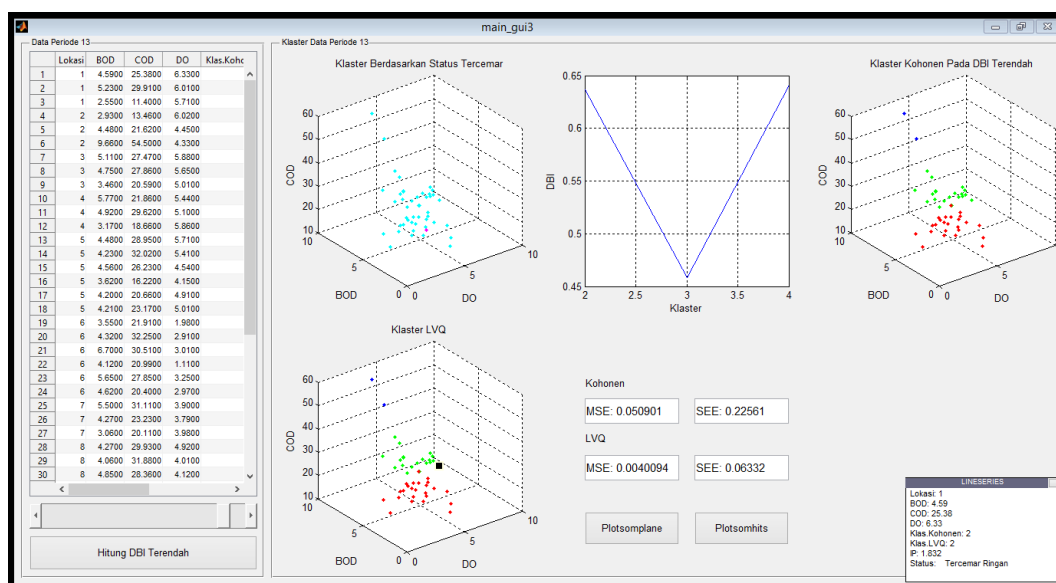 main_gui3
Data Periode 13
Lokasi BOD COD DO Klas.Kohc
1 1 4.5900 25.3800 6.3300
2 1 5.2300 29.9100 6.0100
3 1 2.5500 11.4000 5.7100
4 2 2.9300 13.4600 6.0200
5 2 4.4800 21.6200 4.4500
6 2 9.6600 54.5000 4.3300
7 3 5.1100 27.4700 5.8800
8 3 4.7500 27.8600 5.6500
9 3 3.4600 20.5900 5.0100
10 4 5.7700 21.8600 5.4400
11 4 4.9200 29.6200 5.1000
12 4 3.1700 18.6600 5.8600
13 5 4.4800 28.9500 5.7100
14 5 4.2300 32.0200 5.4100
15 5 4.5600 26.2300 4.5400
16 5 3.6200 16.2200 4.1500
17 5 4.2000 20.6600 4.9100
18 5 4.2100 23.1700 5.0100
19 6 3.5500 21.9100 1.9800
20 6 4.3200 32.2500 2.9100
21 6 6.7000 30.5100 3.0100
22 6 4.1200 20.9900 1.1100
23 6 5.6500 27.8500 3.2500
24 6 4.6200 20.4000 2.9700
25 7 5.5000 31.1100 3.9000
26 7 4.2700 23.2300 3.7900
27 7 3.0600 20.1100 3.9800
28 8 4.2700 29.9300 4.9200
29 8 4.0600 31.8800 4.0100
30 8 4.8500 28.3600 4.1200
Hitung DBI Terendah
Klaster Data Periode 13
Klaster Berdasarkan Status Tercemar
60
50
40
30
20
10
COD
10
5
0
BOD
0
5
10
DO
0.65
0.6
0.55
0.5
0.45
DBI
2 2.5 3 3.5 4
Klaster
Klaster Kohonen Pada DBI Terendah
60
50
40
30
20
10
COD
10
5
0
BOD
0
5
10
DO
Klaster LVQ
60
50
40
30
20
10
COD
10
5
0
BOD
0
5
10
DO
Kohonen
MSE: 0.050901 SEE: 0.22561
LVQ
MSE: 0.0040094 SEE: 0.06332
Plotsomplane Plotsomhits
LINESERIES
Lokasi: 1
BOD: 4.59
COD: 25.38
DO: 6.33
Klas.Kohonen: 2
Klas.LVQ: 2
IP: 1.832
Status: Tercemar Ringan